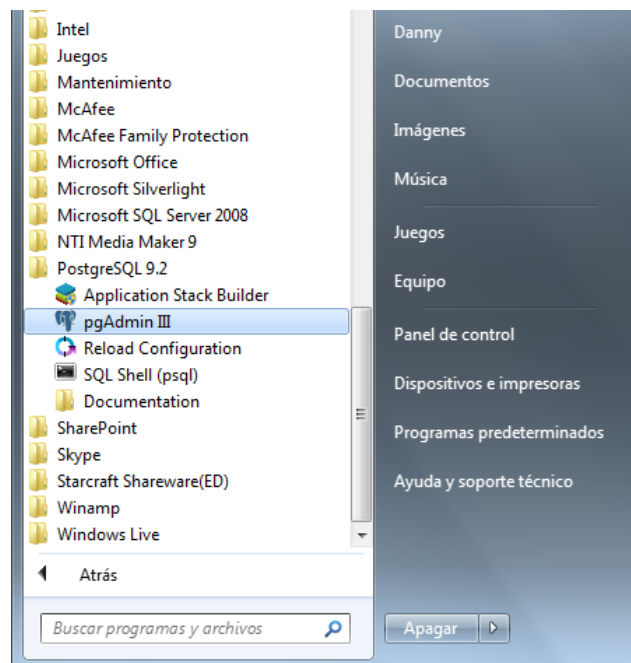 Intel
Juegos
Mantenimiento
McAfee
McAfee Family Protection
Microsoft Office
Microsoft Silverlight
Microsoft SQL Server 2008
NTI Media Maker 9
PostgreSQL 9.2
Application Stack Builder
pgAdmin III
Reload Configuration
SQL Shell (psql)
Documentation
SharePoint
Skype
Starcraft Shareware(ED)
Winamp
Windows Live
Atrás
Buscar programas y archivos
Danny
Documentos
Imágenes
Música
Juegos
Equipo
Panel de control
Dispositivos e impresoras
Programas predeterminados
Ayuda y soporte técnico
Apagar